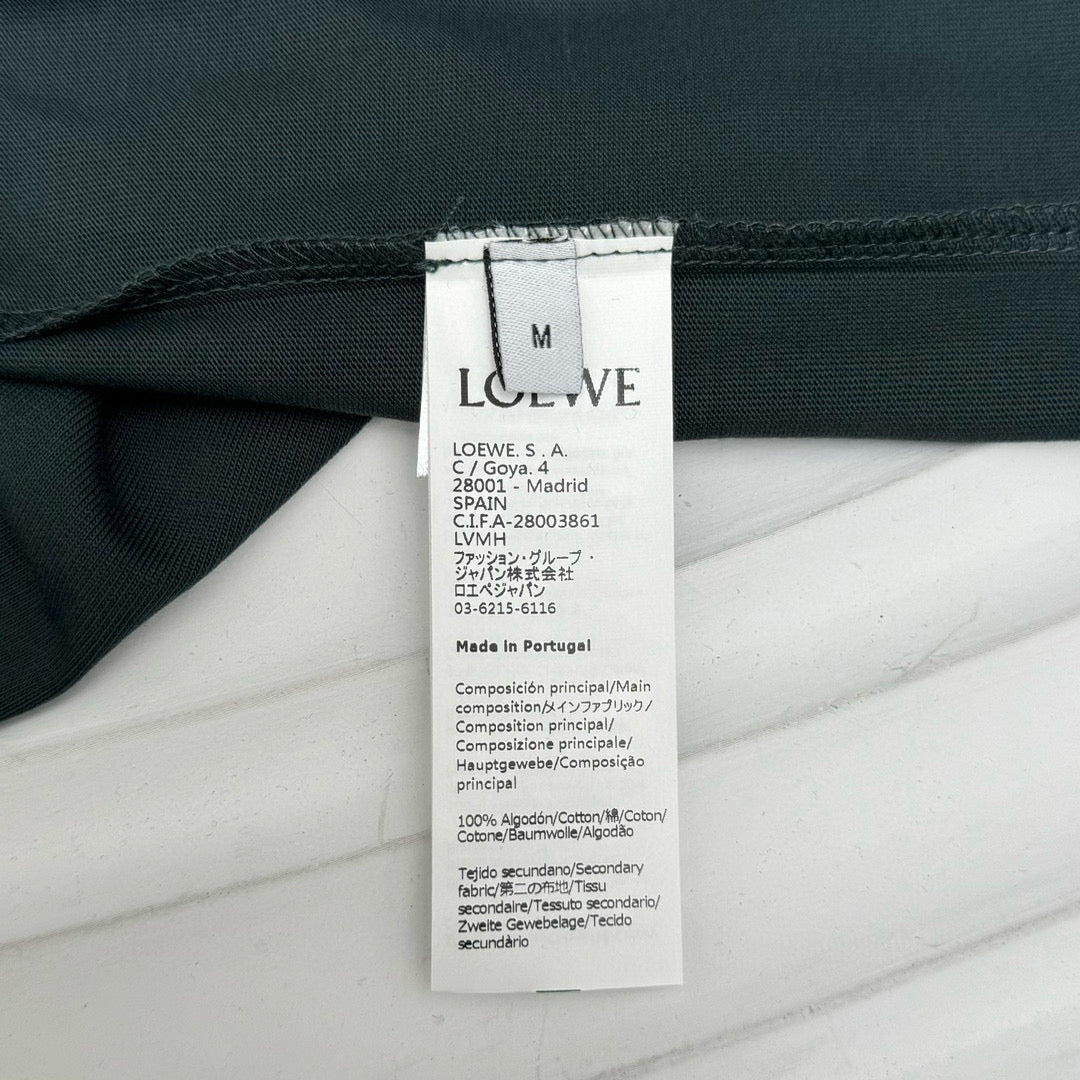 M
LOEWE
LOEWE. S . A.
C / Goya. 4
28001 - Madrid
SPAIN
C.I.F.A-28003861
LVMH
ファッション・グループ・
ジャパン株式会社
ロエベジャパン
03-6215-6116
Made in Portugal
Composición principal/Main
composition/メインファブリック/
Composition principal/
Composizione principale/
Hauptgewebe/Composição
principal
100% Algodón/Cotton/綿/Coton/
Cotone/Baumwolle/Algodão
Tejido secundano/Secondary
fabric/第二の布地/Tissu
secondaire/Tessuto secondario/
Zweite Gewebelage/Tecido
secundàrio